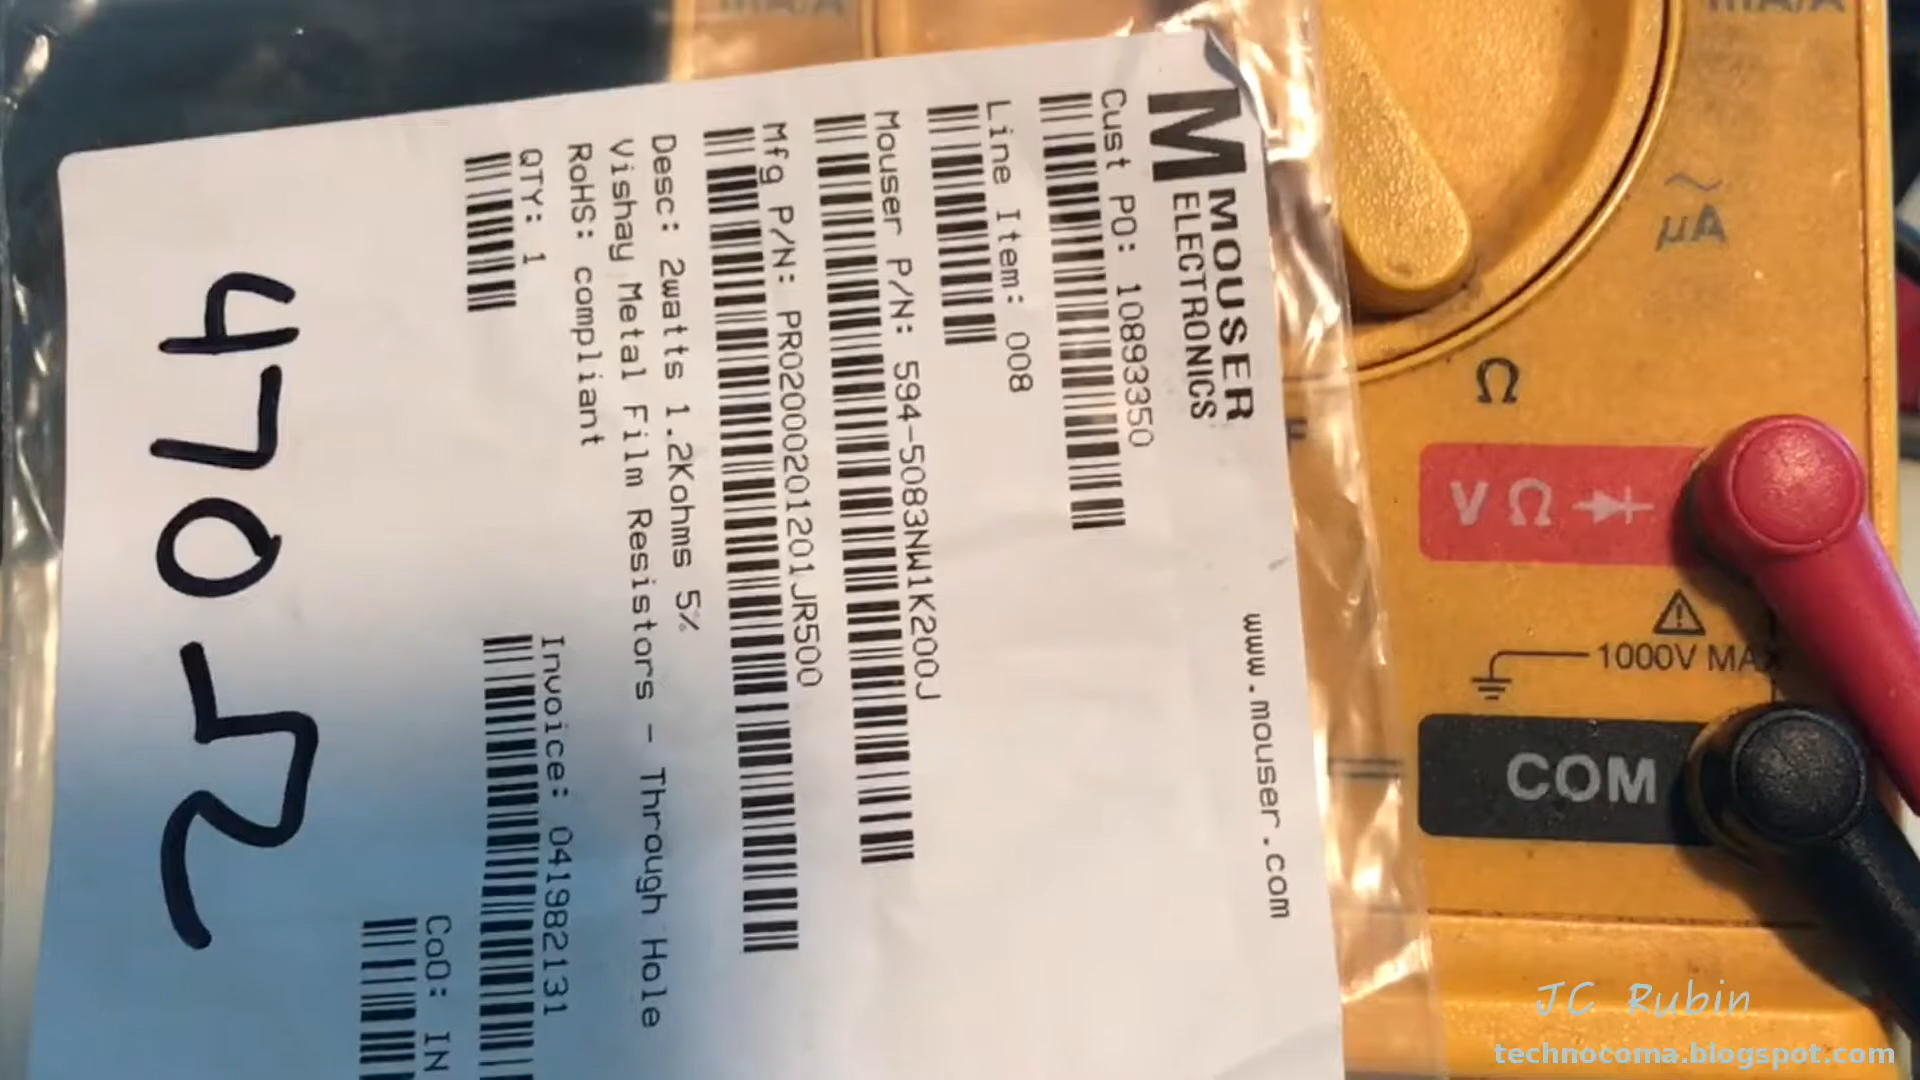 MOUSER
ELECTRONICS
www.mouser.com
Cust PO: 10893350
Line Item: 008
Mouser P/N: 594-5083NW1K200J
Mfg P/N: PR02000201201JR500
Desc: 2watts 1.2Kohms 5%
Vishay Metal Film Resistors - Through Hole
RoHS: compliant
QTY: 1
Invoice: 041982131
CoO: IN
470Ω
mA/A
µA
Ω
V Ω
1000V MAX
COM
JC Rubin
technocoma.blogspot.com